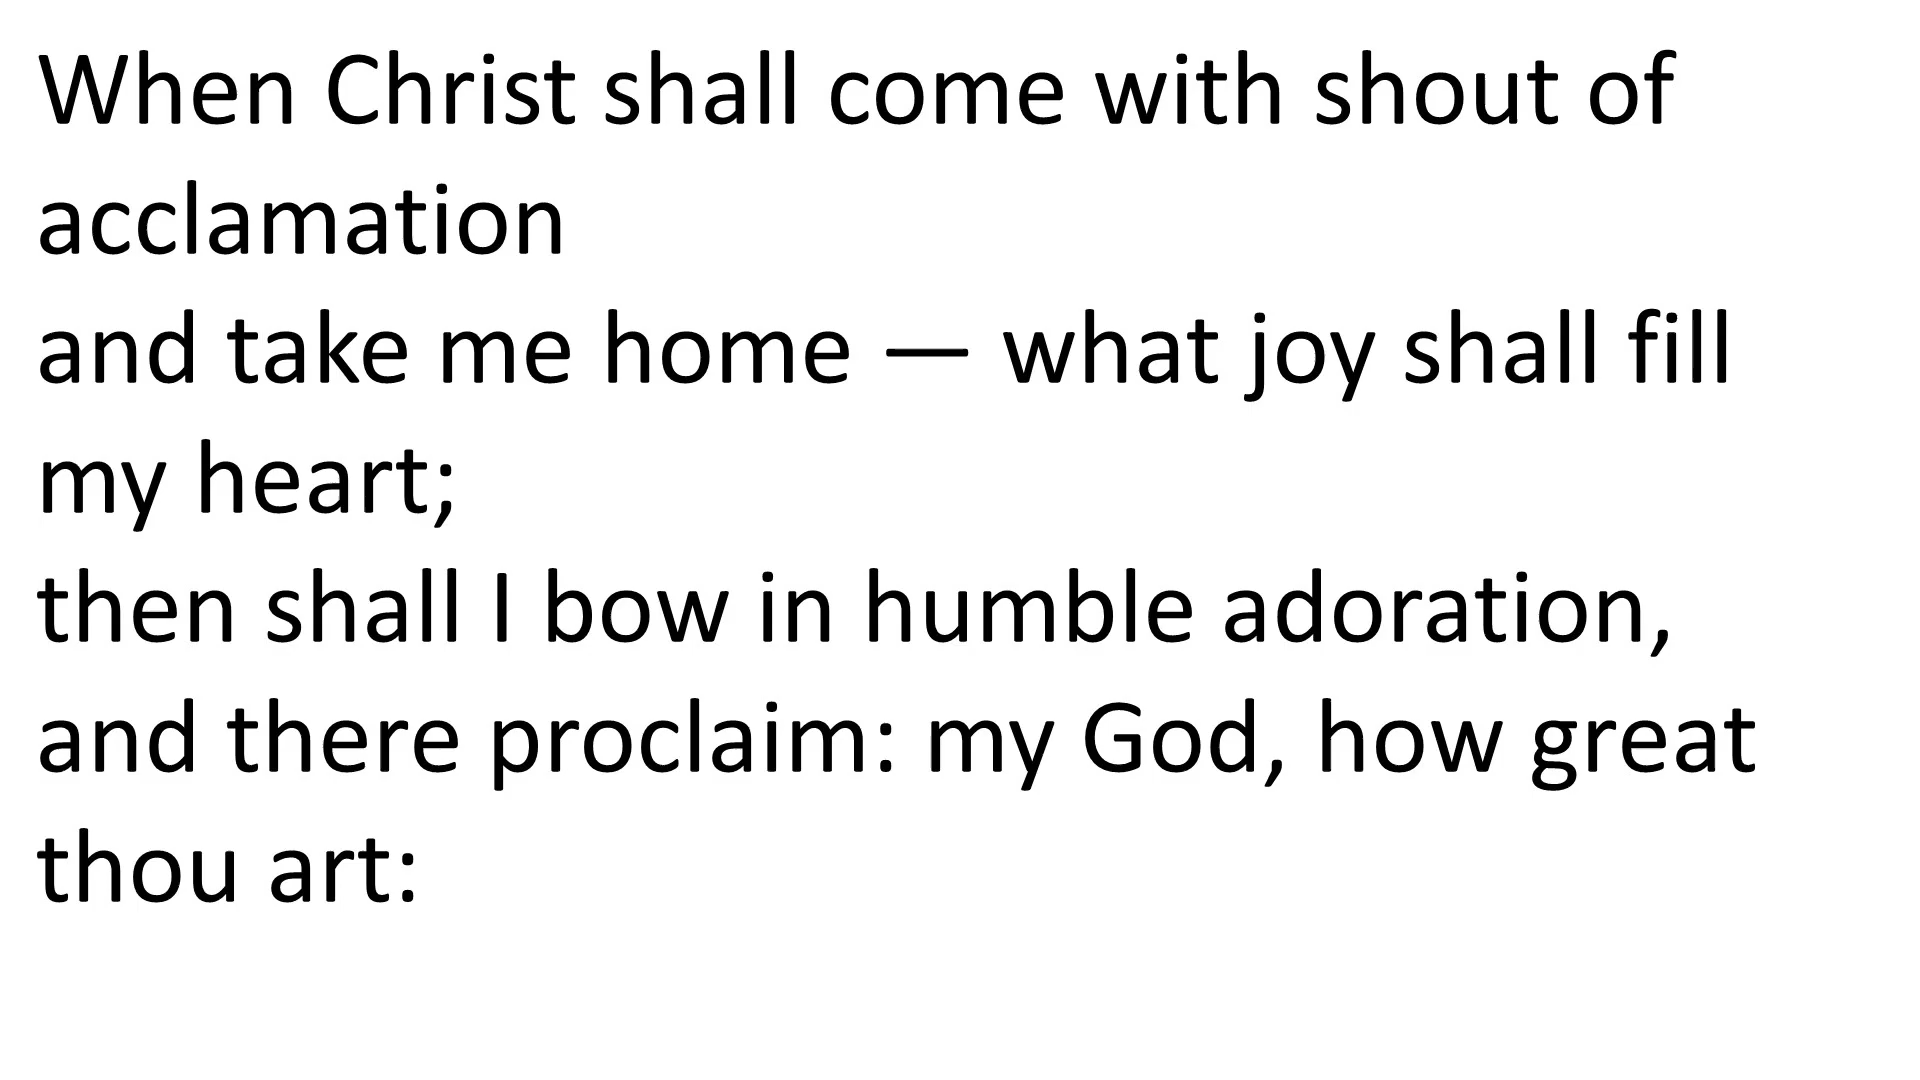 When Christ shall come with shout of
acclamation
and take me home — what joy shall fill
my heart;
then shall I bow in humble adoration,
and there proclaim: my God, how great
thou art: